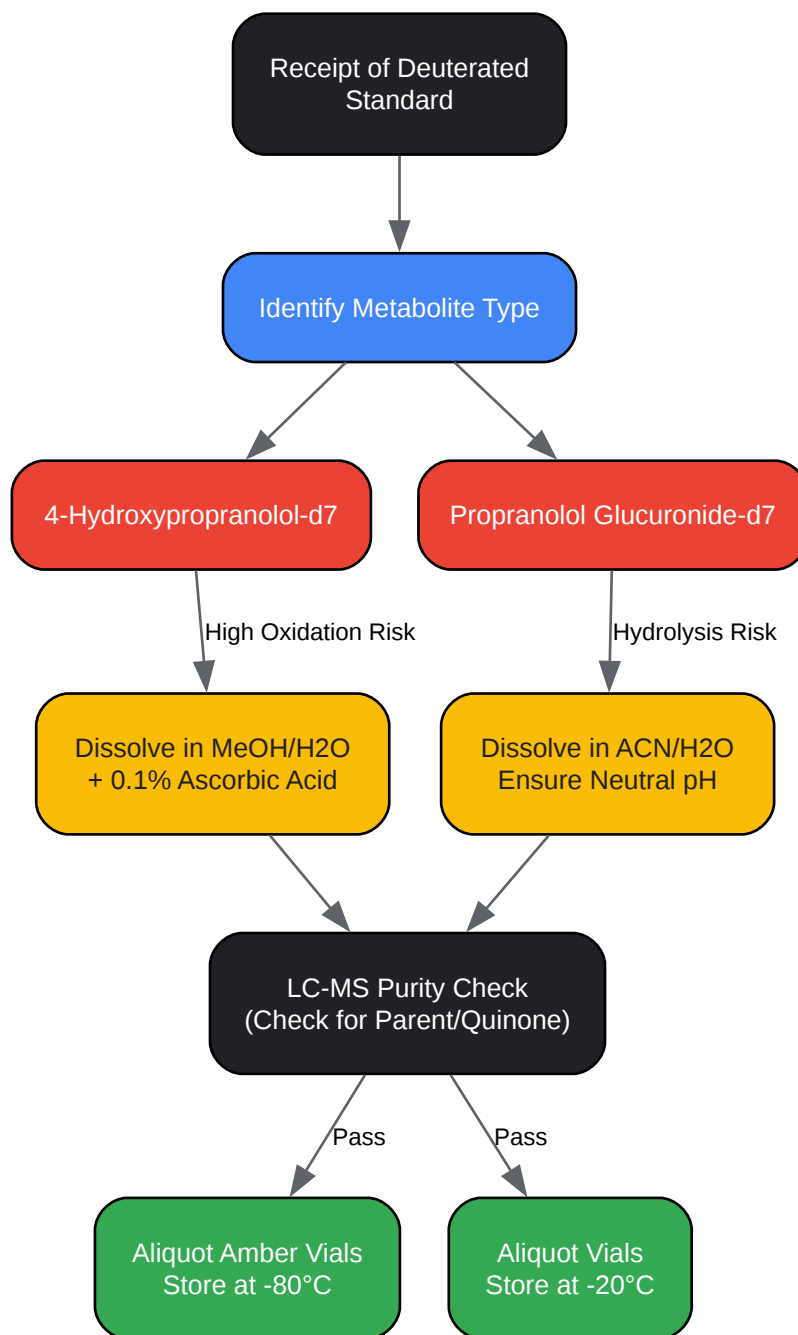 Receipt of Deuterated
Standard
Identify Metabolite Type
4-Hydroxypropranolol-d7
Propranolol Glucuronide-d7
High Oxidation Risk
Hydrolysis Risk
Dissolve in MeOH/H2O
+ 0.1% Ascorbic Acid
Dissolve in ACN/H2O
Ensure Neutral pH
LC-MS Purity Check
(Check for Parent/Quinone)
Pass
Pass
Aliquot Amber Vials
Store at -80°C
Aliquot Vials
Store at -20°C